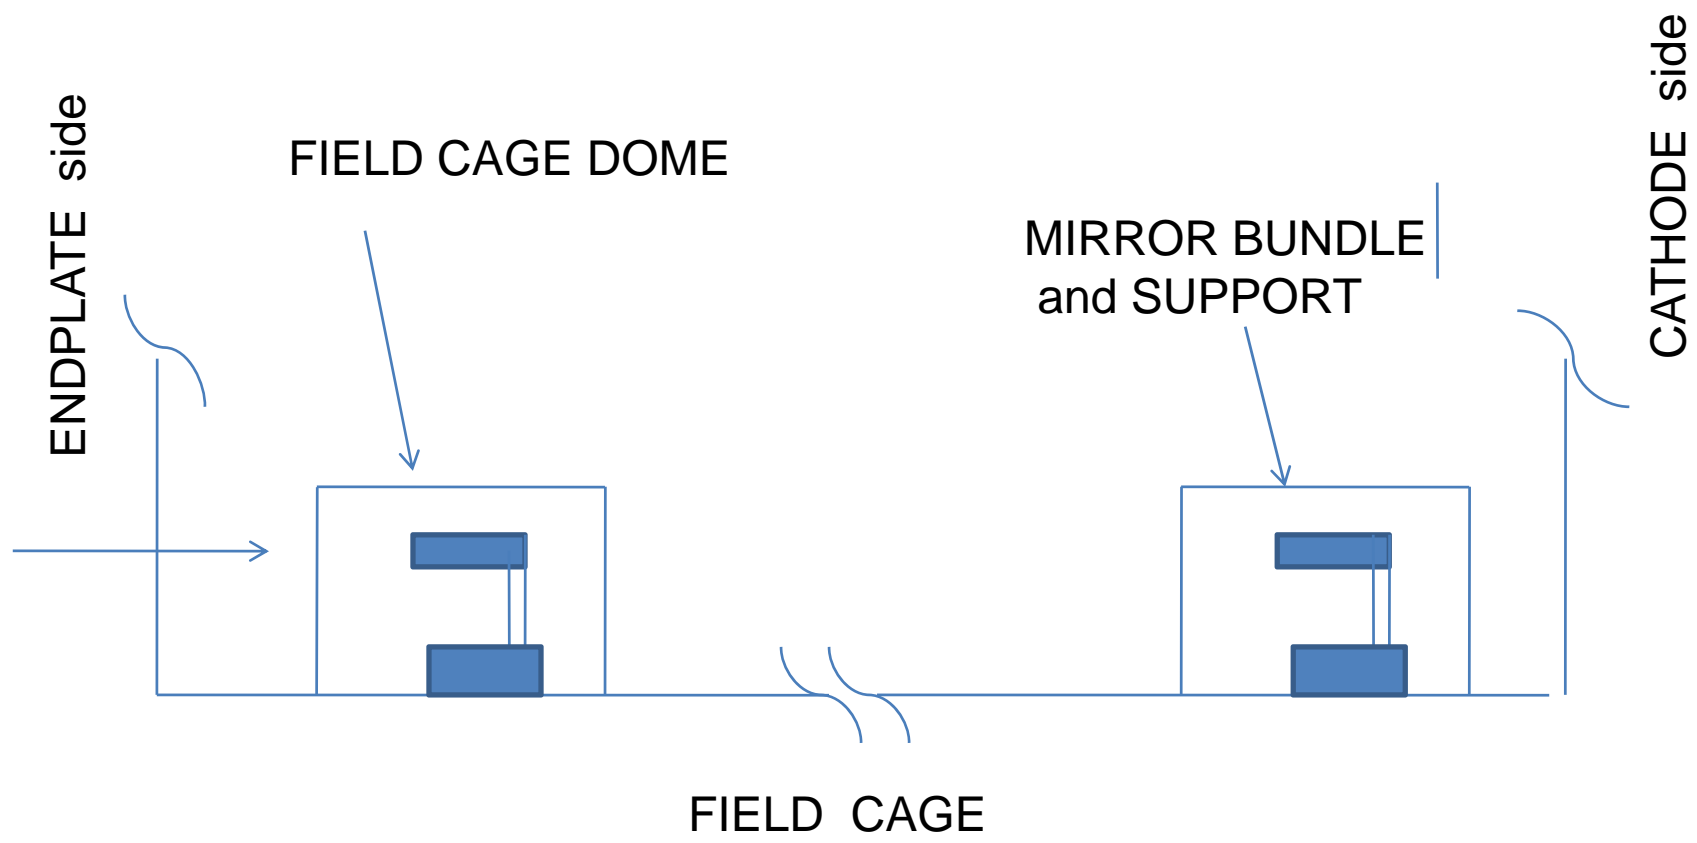 ENDPLATE side
FIELD CAGE DOME
MIRROR BUNDLE
and SUPPORT
CATHODE side
FIELD CAGE